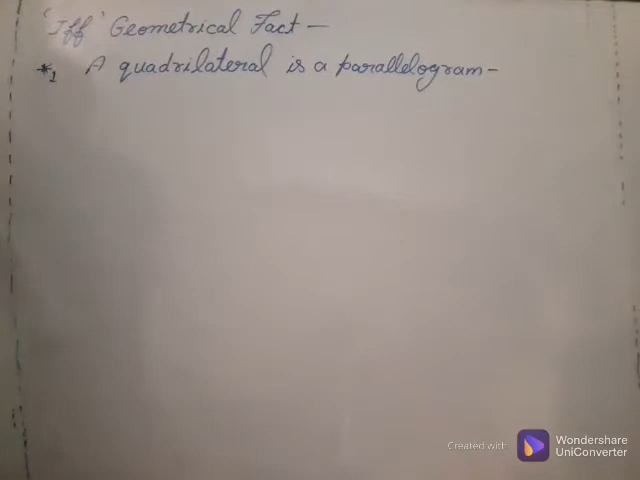 'Iff' Geometrical Fact —
*1 A quadrilateral is a parallelogram -
Created with
Wondershare
UniConverter